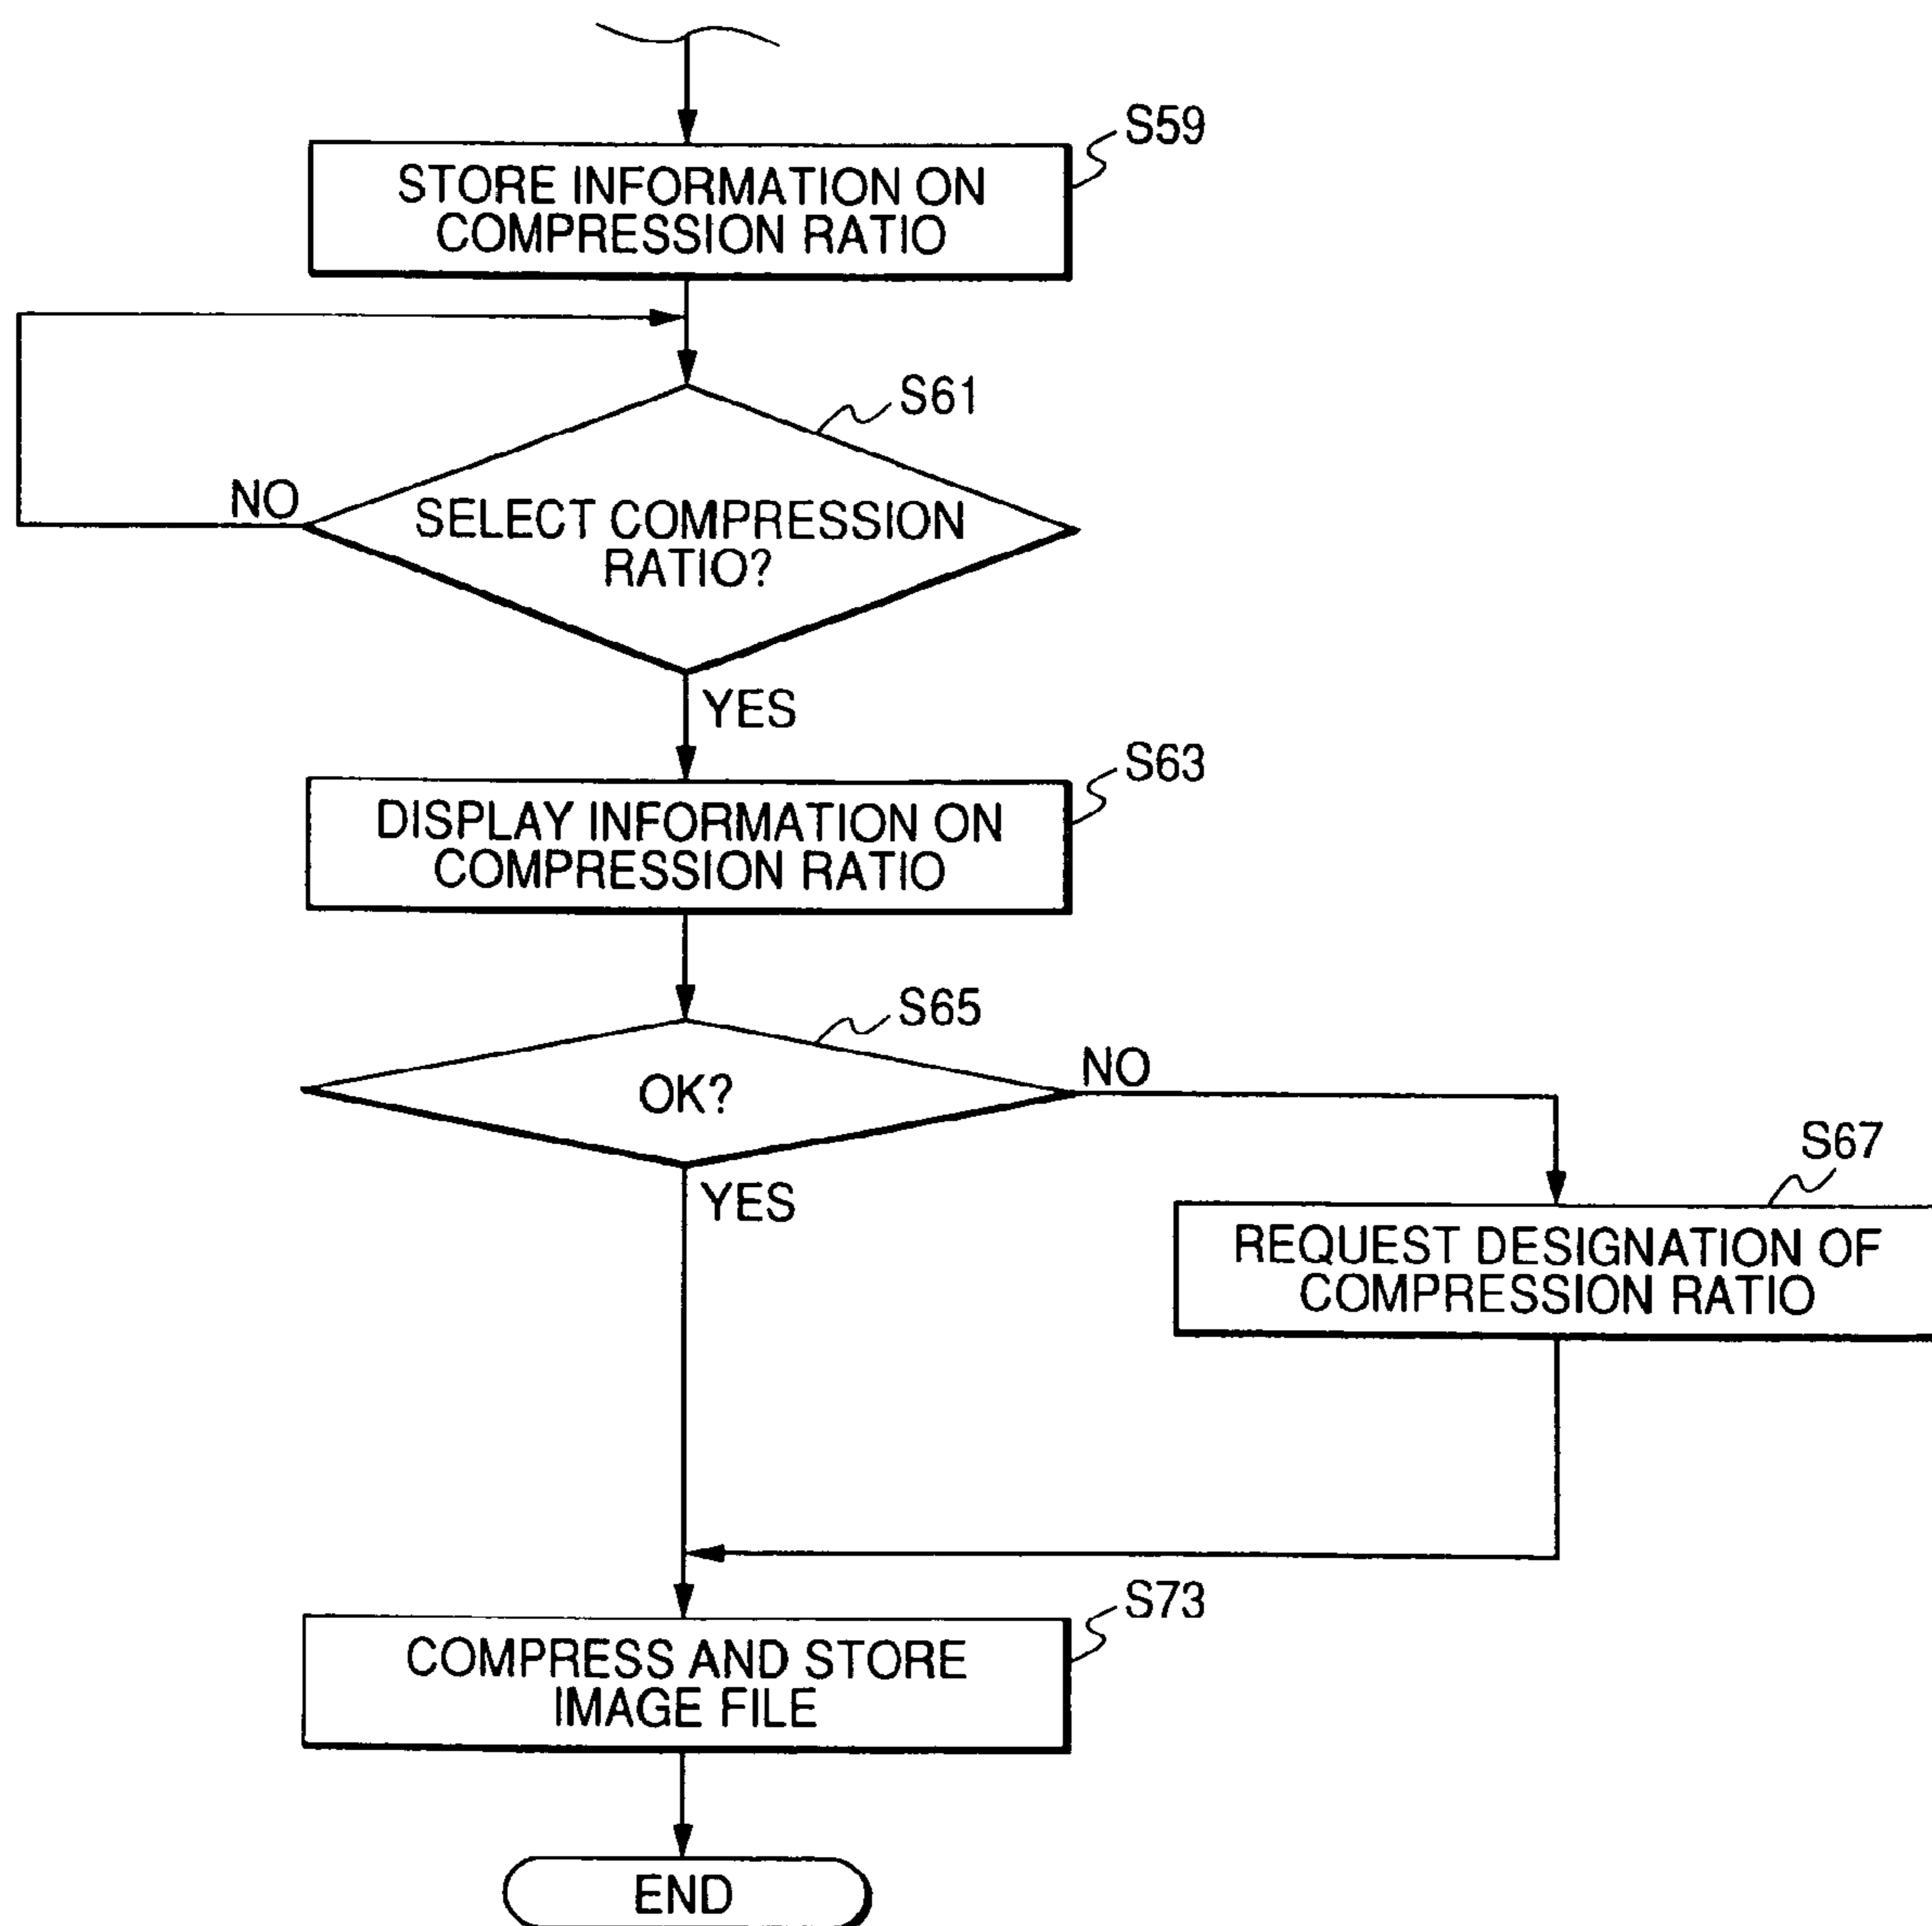 S59
STORE INFORMATION ON
COMPRESSION RATIO
S61
NO
SELECT COMPRESSION
RATIO?
YES
S63
DISPLAY INFORMATION ON
COMPRESSION RATIO
S65
OK?
NO
YES
S67
REQUEST DESIGNATION OF
COMPRESSION RATIO
S73
COMPRESS AND STORE
IMAGE FILE
END